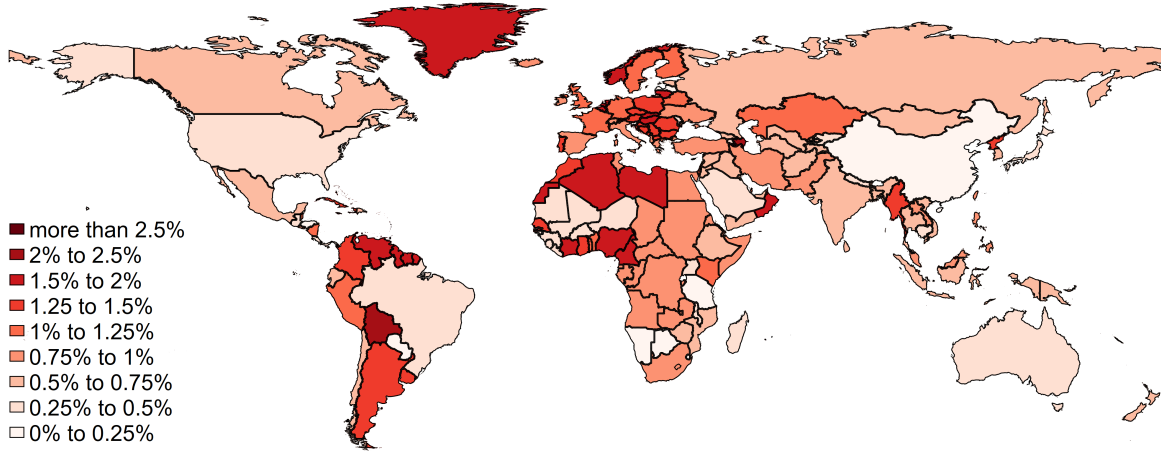 more than 2.5%
2% to 2.5%
1.5% to 2%
1.25 to 1.5%
1% to 1.25%
0.75% to 1%
0.5% to 0.75%
0.25% to 0.5%
0% to 0.25%